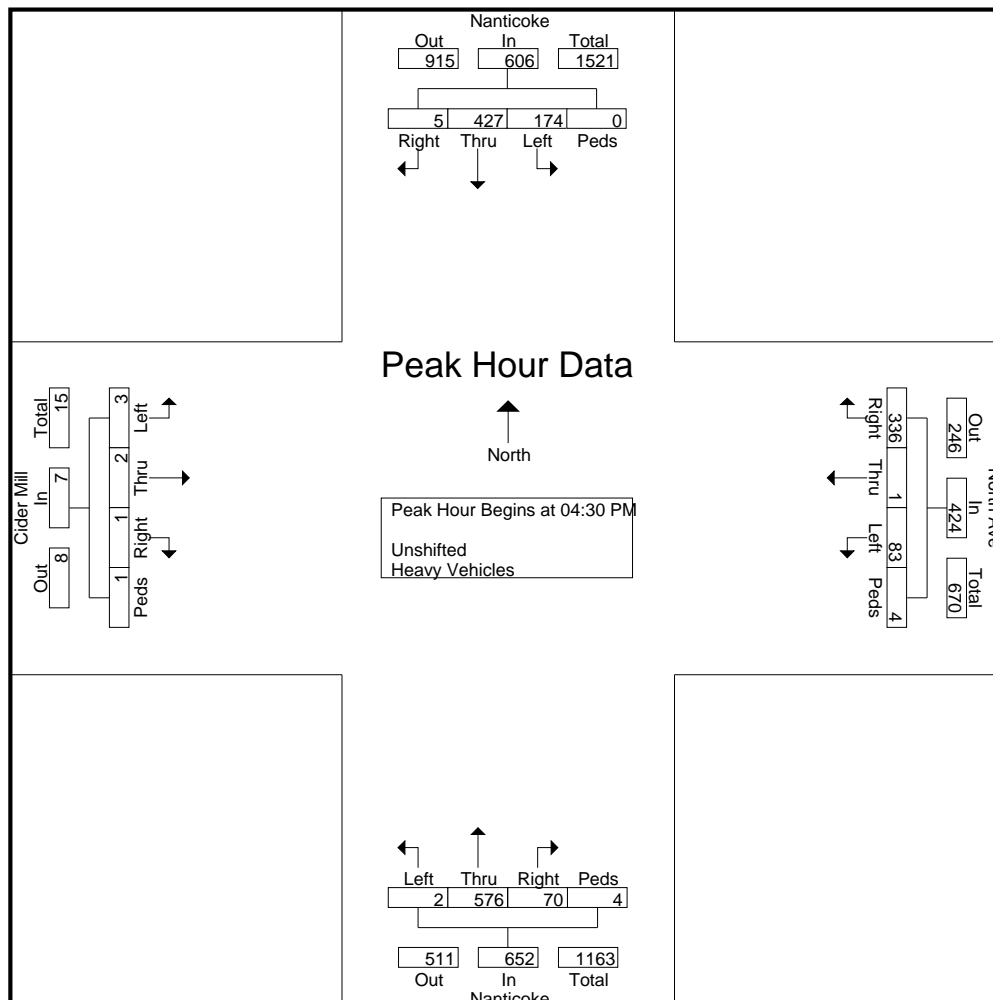 Nanticoke
Out In Total
915 606 1521
5 427 174 0
Right Thru Left Peds
Peak Hour Data
North
Peak Hour Begins at 04:30 PM
Unshifted
Heavy Vehicles
Cider Mill
Out In Total
8 7 15
3 2 1 1
Left Thru Right Peds
Right Thru Left Peds
336 1 83 4
Out In Total
246 424 670
North Ave
Left Thru Right Peds
2 576 70 4
511 652 1163
Out In Total
Nanticoke